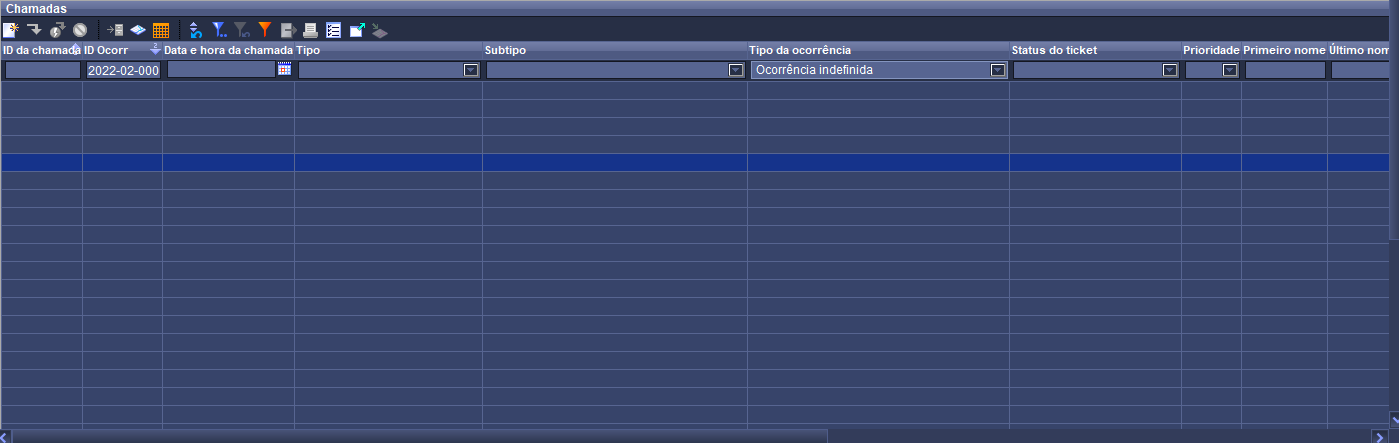 Chamadas
ID da chamada ID Ocorr 2 Data e hora da chamada Tipo Subtipo Tipo da ocorrência Status do ticket Prioridade Primeiro nome Último nom
2022-02-000 Ocorrência indefinida